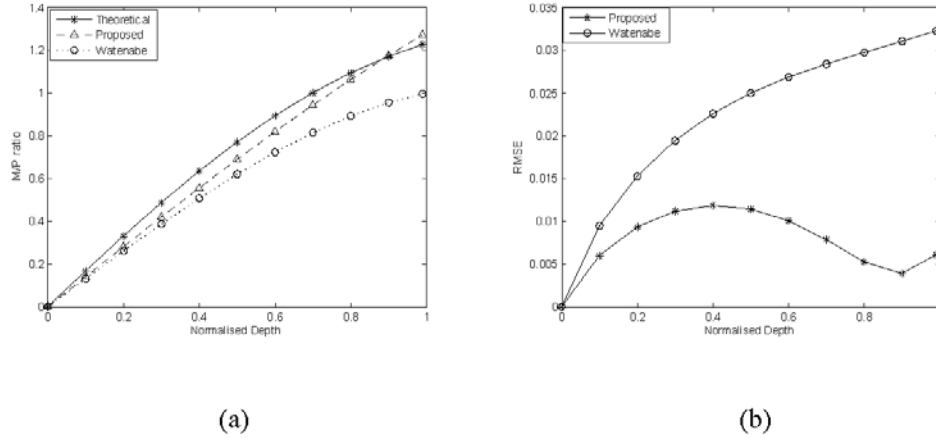 (a)
(b)
1.4
1.2
1
0.8
0.6
0.4
0.2
0
M/P ratio
Theoretical
Proposed
Watenabe
0 0.2 0.4 0.6 0.8 1
Normalised Depth
0.035
0.03
0.025
0.02
0.015
0.01
0.005
0
RMSE
Proposed
Watenabe
0 0.2 0.4 0.6 0.8
Normalised Depth
(a)
(b)